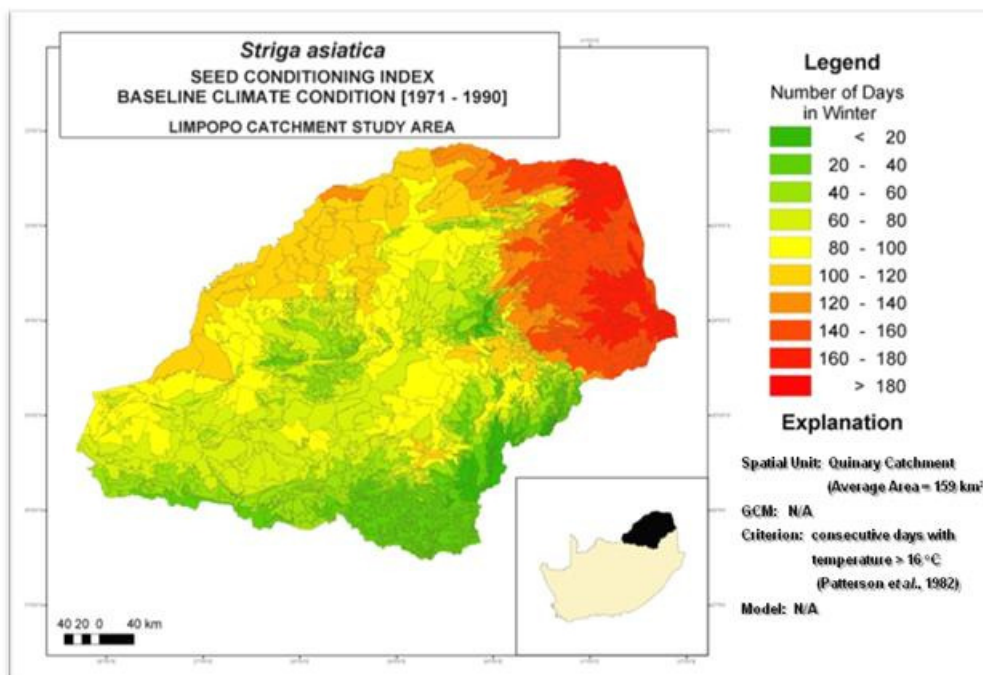 Striga asiatica
SEED CONDITIONING INDEX
BASELINE CLIMATE CONDITION [1971 - 1990]
LIMPOPO CATCHMENT STUDY AREA
Legend
Number of Days
in Winter
< 20
20 - 40
40 - 60
60 - 80
80 - 100
100 - 120
120 - 140
140 - 160
160 - 180
> 180
Explanation
Spatial Unit: Quinary Catchment
(Average Area = 159 km²
GCM: N/A
Criterion: consecutive days with
temperature > 16 °C
(Patterson et al., 1982)
Model: N/A
40 20 0 40 km